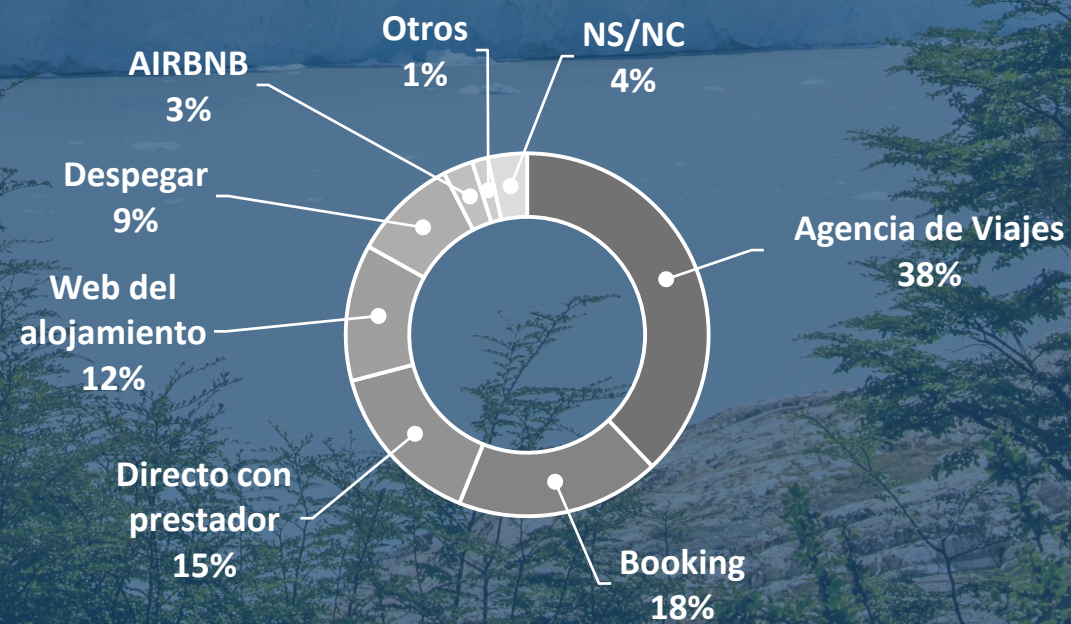 Otros
1%
NS/NC
4%
AIRBNB
3%
Despegar
9%
Agencia de Viajes
38%
Web del
alojamiento
12%
Directo con
prestador
15%
Booking
18%